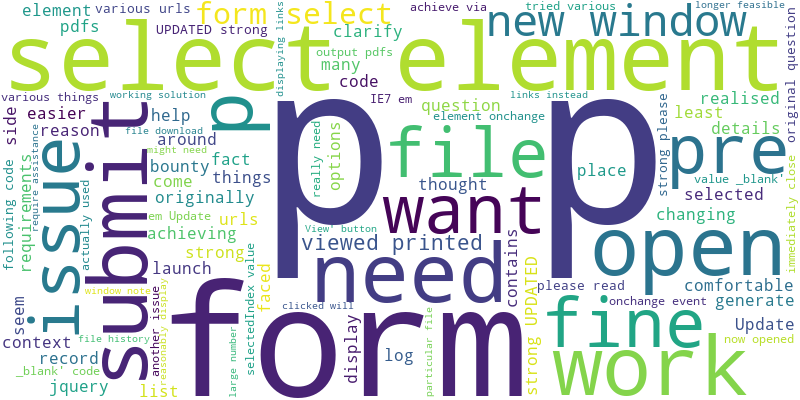 element
various urls
form select
achieve via
tried various
longer feasible
pdfs
UPDATED strong
clarify
new window
select element
displaying links
output pdfs
many
code
original question
various things
working solution
IE7 em
links instead
realised
easier
submit
p
p p
question
least
side
reason
help
file download
element onchange
pre
details
might need
around
really need
options
file
strong please
issue
require assistance
bounty
fact
place
value _blank'
following code
requirements
come
things
thought
want
selected
actually used
originally
em Update
urls
View' button
changing
immediately close
achieving
viewed printed
open
strong
contains
seem
launch
need
please read
comfortable
window note
another issue
reasonably display
selectedIndex value
faced
clicked will
onchange event
generate
form
strong UPDATED
fine
Update
context
file history
display
log
particular file
work
now opened
record
_blank' code
jquery
list
large number